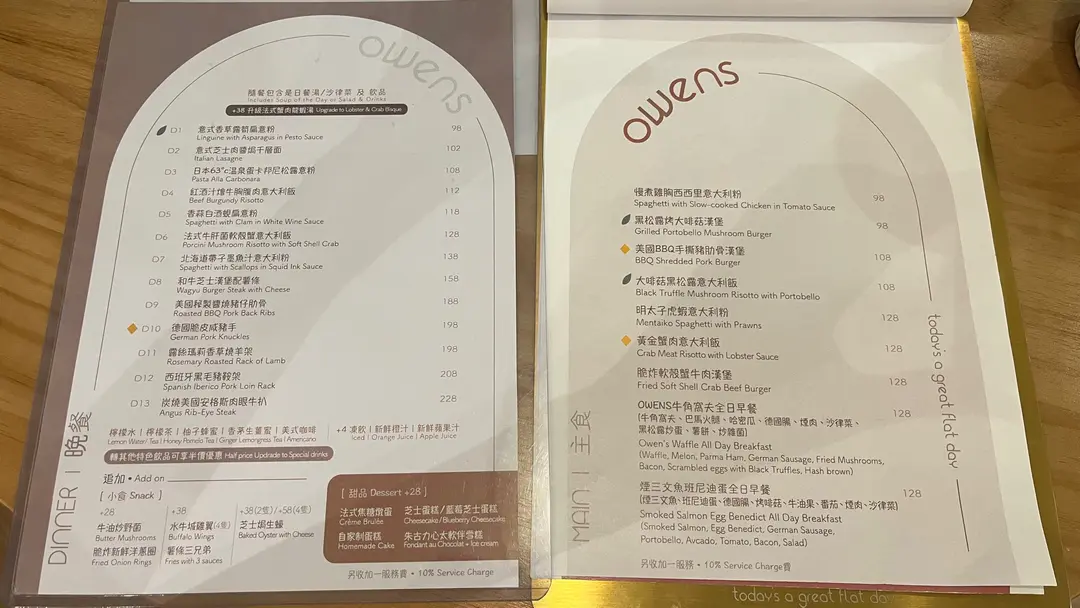 owens
隨餐包含是日餐湯/沙律菜 及 飲品
Includes Soup of the Day or Salad & Drinks
+38 升級法式蟹肉龍蝦湯 Upgrade to Lobster & Crab Bisque
D1 意式香草露荀扁意粉 98
Linguine with Asparagus in Pesto Sauce
D2 意式芝士肉醬焗千層面 102
Italian Lasagne
D3 日本63°c温泉蛋卡邦尼松露意粉 108
Pasta Alla Carbonara
D4 紅酒汁燴牛胸腹肉意大利飯 112
Beef Burgundy Risotto
D5 香蒜白酒蜆扁意粉 118
Spaghetti with Clam in White Wine Sauce
D6 法式牛肝菌軟殼蟹意大利飯 128
Porcini Mushroom Risotto with Soft Shell Crab
D7 北海道帶子墨魚汁意大利粉 138
Spaghetti with Scallops in Squid Ink Sauce
D8 和牛芝士漢堡配薯條 158
Wagyu Burger Steak with Cheese
D9 美國秘製醬燒豬仔肋骨 188
Roasted BBQ Pork Back Ribs
D10 德國脆皮咸豬手 198
German Pork Knuckles
D11 露絲瑪莉香草燒羊架 198
Rosemary Roasted Rack of Lamb
D12 西班牙黑毛豬鞍架 208
Spanish Iberico Pork Loin Rack
D13 炭燒美國安格斯肉眼牛扒 228
Angus Rib-Eye Steak
檸檬水 | 檸檬茶 | 柚子蜂蜜 | 香茅生薑蜜 | 美式咖啡
Lemon Water| Tea | Honey Pomelo Tea | Ginger Lemongrass Tea | Americano
+4 凍飲 | 新鮮橙汁 | 新鮮蘋果汁
Iced | Orange Juice | Apple Juice
轉其他特色飲品可享半價優惠 Half price Updrade to Special drinks
追加 • Add on
[ 小食 Snack ]
+28
牛油炒野菌
Butter Mushrooms
脆炸新鮮洋蔥圈
Fried Onion Rings
+38
水牛城雞翼(4隻)
Buffalo Wings
薯條三兄弟
Fries with 3 sauces
+38(2隻)/+58(4隻)
芝士焗生蠔
Baked Oyster with Cheese
[ 甜品 Dessert +28 ]
法式焦糖燉蛋
Crème Brulée
芝士蛋糕/藍莓芝士蛋糕
Cheesecake/Blueberry Cheesecake
自家制蛋糕
Homemade Cake
朱古力心太軟伴雪糕
Fondant au Chocolat + Ice cream
另收加一服務費 • 10% Service Charge
DINNER | 晚餐
owens
慢煮雞胸西西里意大利粉 98
Spaghetti with Slow-cooked Chicken in Tomato Sauce
黑松露烤大啡菇漢堡 98
Grilled Portobello Mushroom Burger
美國BBQ手撕豬肋骨漢堡 108
BBQ Shredded Pork Burger
大啡菇黑松露意大利飯 108
Black Truffle Mushroom Risotto with Portobello
明太子虎蝦意大利粉 128
Mentaiko Spaghetti with Prawns
黃金蟹肉意大利飯 128
Crab Meat Risotto with Lobster Sauce
脆炸軟殼蟹牛肉漢堡 128
Fried Soft Shell Crab Beef Burger
OWENS牛角窩夫全日早餐 128
(牛角窩夫、巴馬火腿、哈密瓜、德國腸、煙肉、沙律菜、
黑松露炒蛋、薯餅、炒雜菌)
Owen's Waffle All Day Breakfast
(Waffle, Melon, Parma Ham, German Sausage, Fried Mushrooms,
Bacon, Scrambled eggs with Black Truffles, Hash brown)
煙三文魚班尼迪蛋全日早餐 128
(煙三文魚、班尼迪蛋、德國腸、烤啡菇、牛油果、番茄、煙肉、沙律菜)
Smoked Salmon Egg Benedict All Day Breakfast
(Smoked Salmon, Egg Benedict, German Sausage,
Portobello, Avcado, Tomato, Bacon, Salad)
另收加一服務 • 10% Service Charge費
MAIN | 主食
today's a great flat day
today's a great flat da